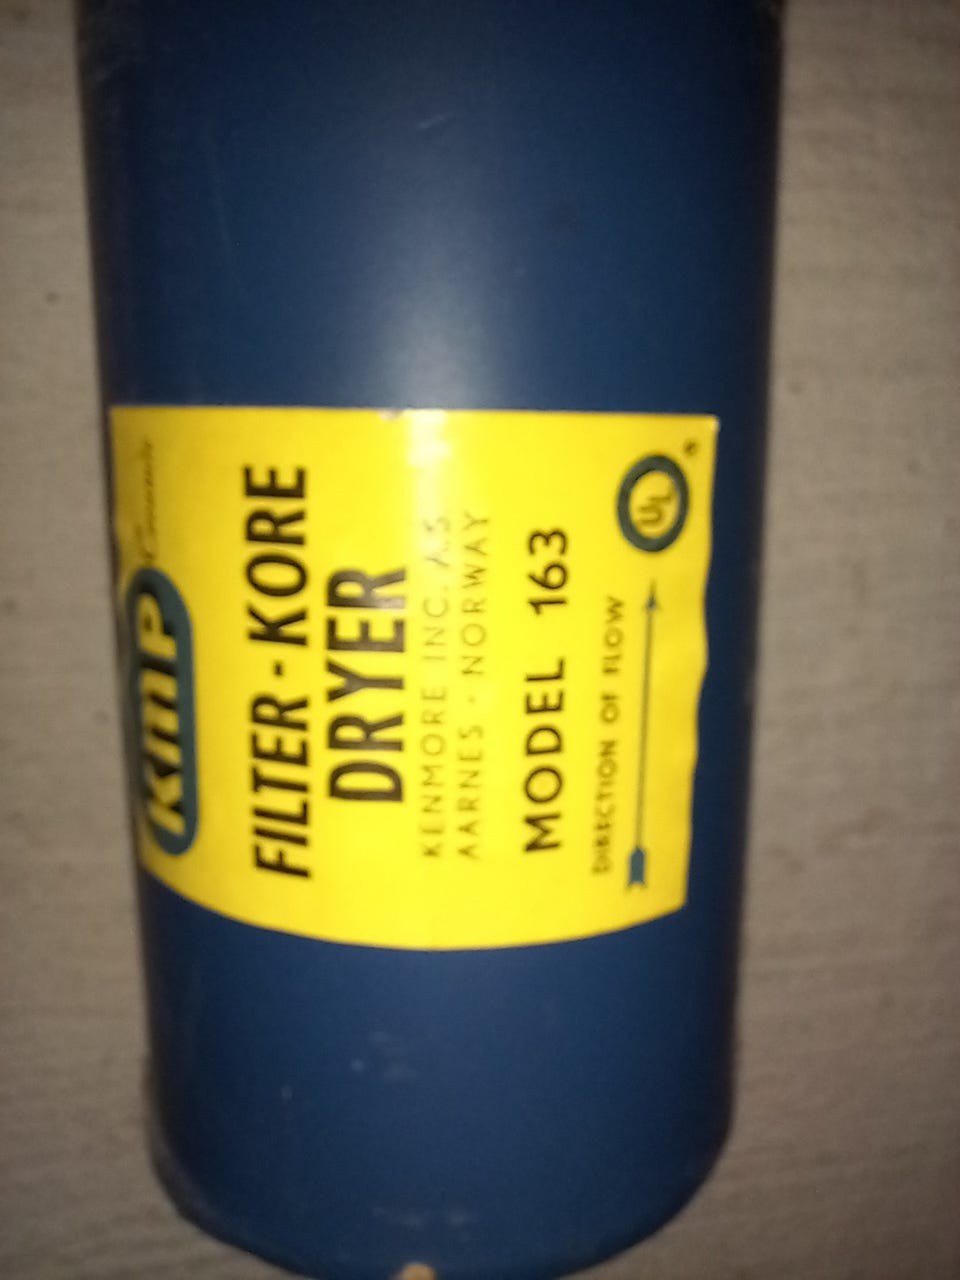 KMP
FILTER - KORE
DRYER
KENMORE INC. A.S
AARNES · NORWAY
MODEL 163
DIRECTION OF FLOW
UL ®